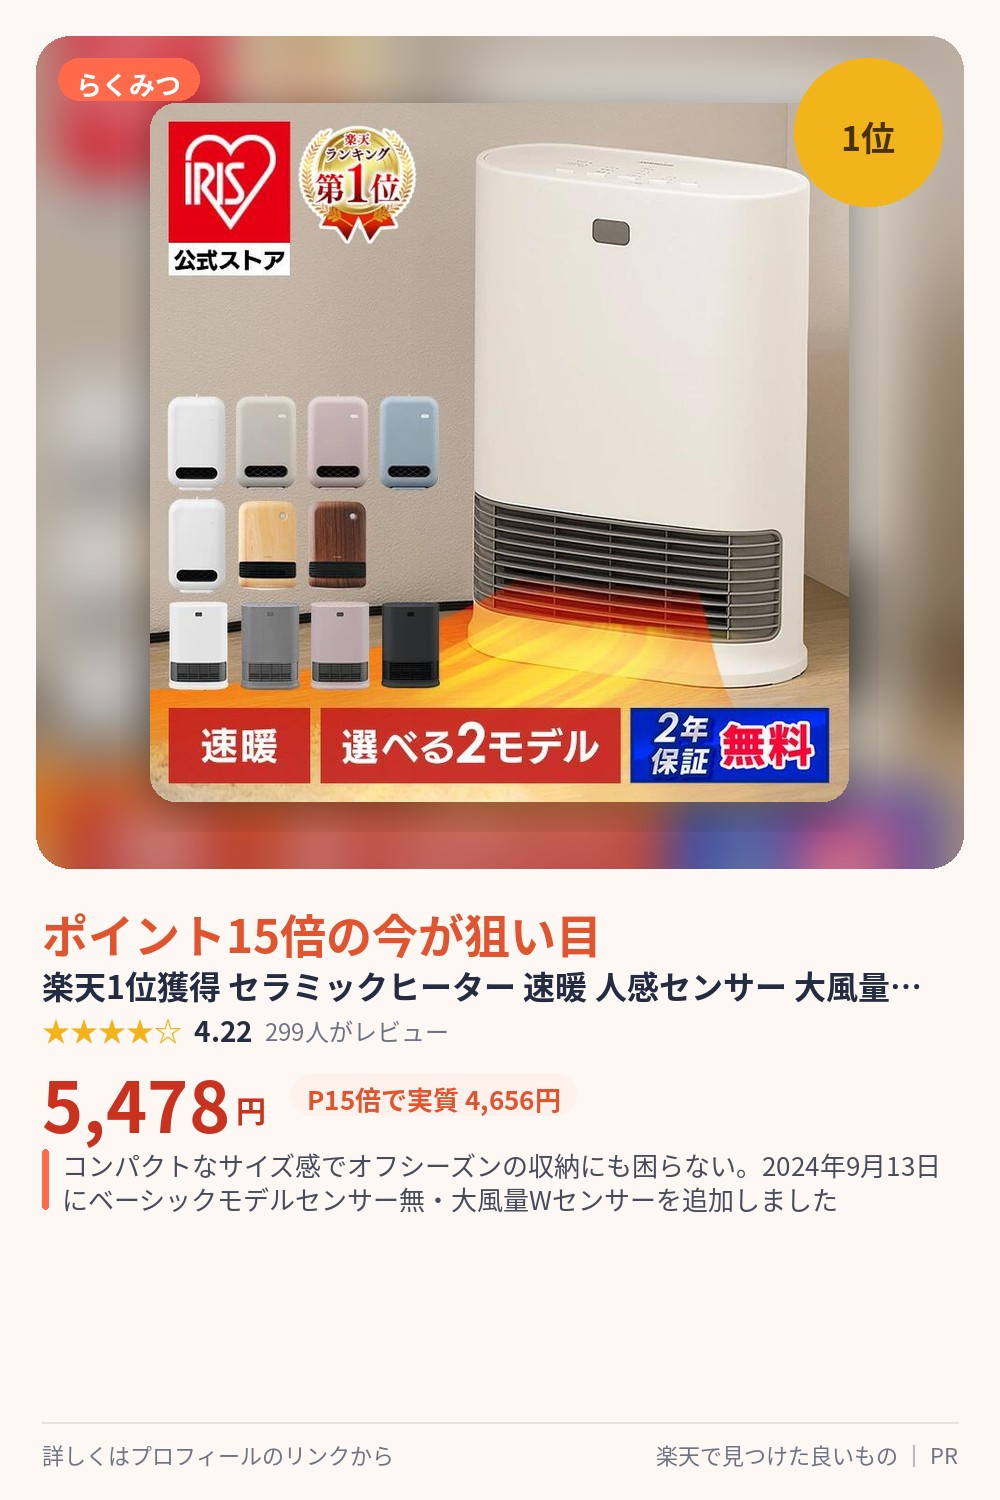 らくみつ
1位
IRIS
公式ストア
楽天
ランキング
第1位
速暖
選べる2モデル
2年
保証
無料
ポイント15倍の今が狙い目
楽天1位獲得 セラミックヒーター 速暖 人感センサー 大風量…
★★★★☆ 4.22 299人がレビュー
5,478円 P15倍で実質 4,656円
コンパクトなサイズ感でオフシーズンの収納にも困らない。2024年9月13日
にベーシックモデルセンサー無・大風量Wセンサーを追加しました
詳しくはプロフィールのリンクから
楽天で見つけた良いもの | PR